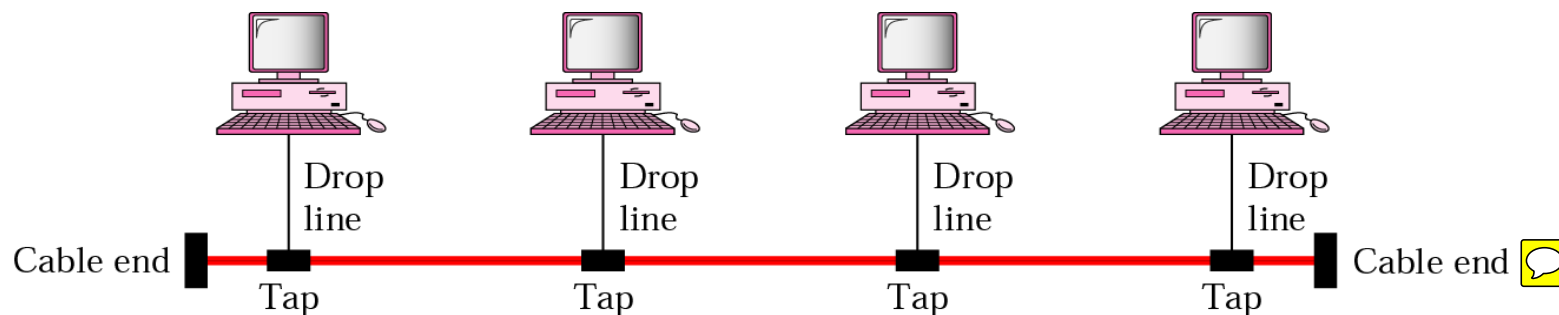 Drop
line
Drop
line
Drop
line
Drop
line
Cable end
Cable end
Tap
Tap
Tap
Tap